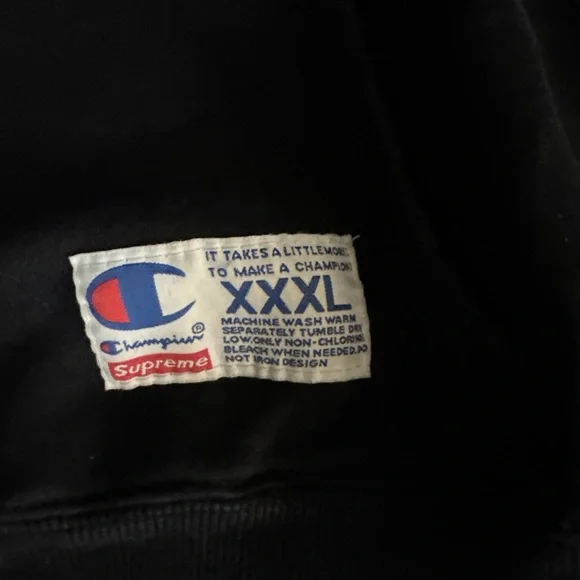 IT TAKES A LITTLE MORE
TO MAKE A CHAMPION
XXXL
MACHINE WASH WARM
SEPARATELY TUMBLE DRY
LOW, ONLY NON-CHLORINE
BLEACH WHEN NEEDED. DO
NOT IRON DESIGN
Champion®
Supreme